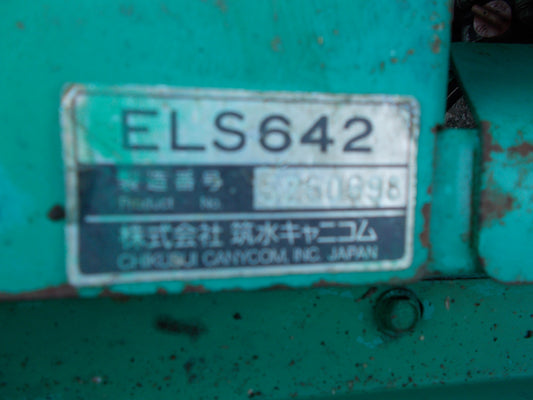 ELS642
製造番号
Product No.
株式会社 筑水キャニコム
CHIKUSUI CANYCOM, INC. JAPAN